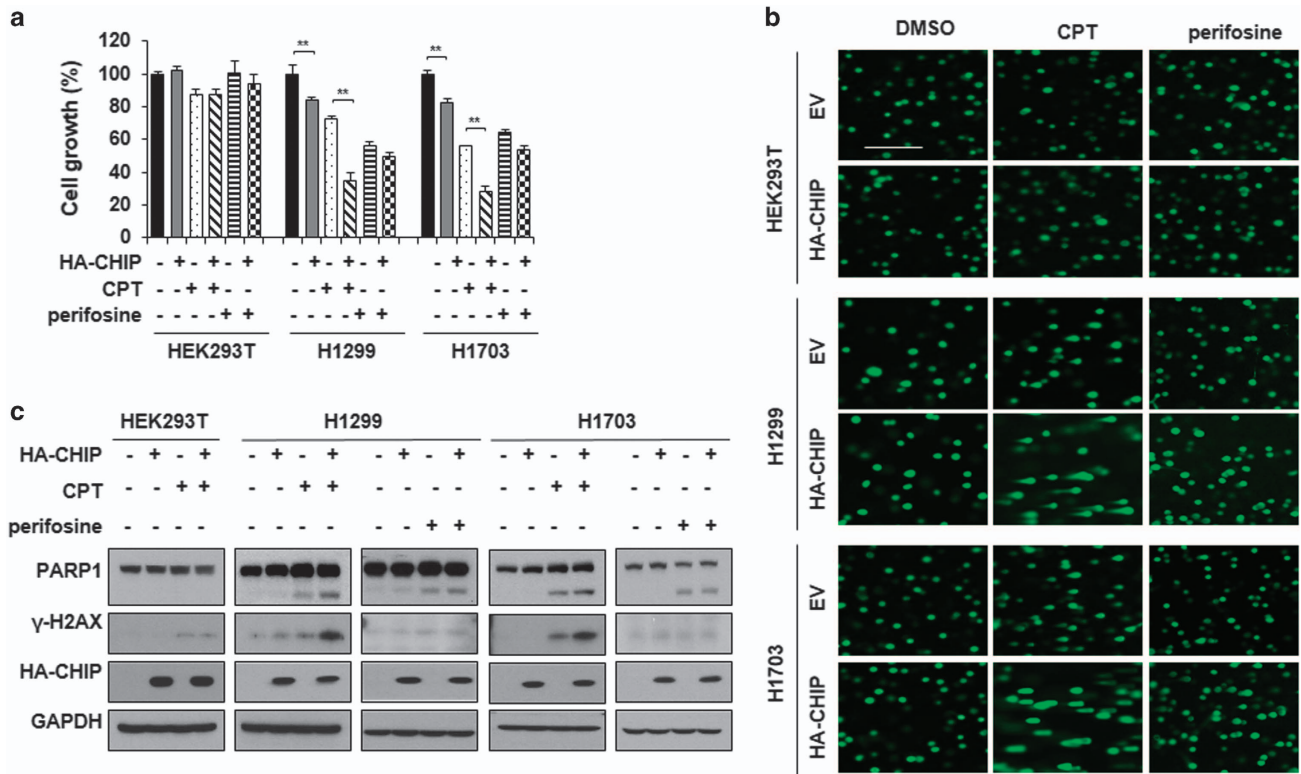 a
120
100
80
60
40
20
0
Cell growth (%)
** ** ** **
HA-CHIP - + - + - + - + - + - + - + - + - +
CPT - - + + - - - - + + - - - - + + - -
perifosine - - - - + + - - - - + + - - - - + +
HEK293T H1299 H1703
b
DMSO CPT perifosine
HEK293T
EV
HA-CHIP
H1299
EV
HA-CHIP
H1703
EV
HA-CHIP
c
HEK293T H1299 H1703
HA-CHIP - + - + - + - + - + - + - + - + - + - +
CPT - - + + - - + + - - - - - - + + - - - -
perifosine - - - - - - - - - - + + - - - - - - + +
PARP1
γ-H2AX
HA-CHIP
GAPDH